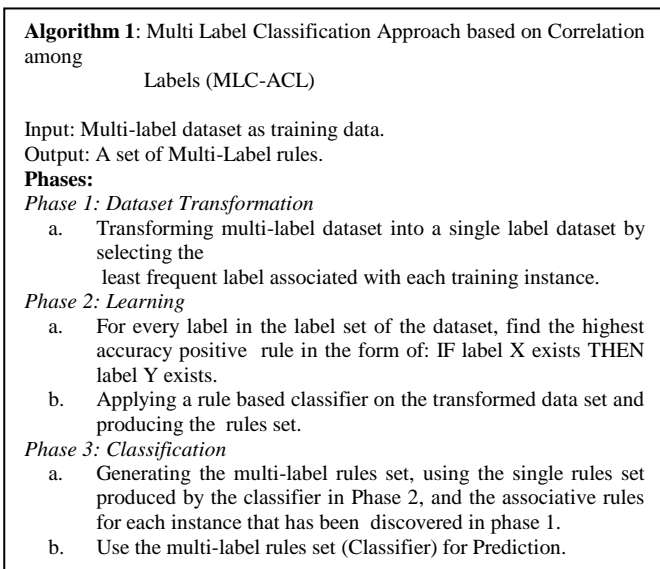 Algorithm 1: Multi Label Classification Approach based on Correlation
among
Labels (MLC-ACL)
Input: Multi-label dataset as training data.
Output: A set of Multi-Label rules.
Phases:
Phase 1: Dataset Transformation
a. Transforming multi-label dataset into a single label dataset by
selecting the
least frequent label associated with each training instance.
Phase 2: Learning
a. For every label in the label set of the dataset, find the highest
accuracy positive rule in the form of: IF label X exists THEN
label Y exists.
b. Applying a rule based classifier on the transformed data set and
producing the rules set.
Phase 3: Classification
a. Generating the multi-label rules set, using the single rules set
produced by the classifier in Phase 2, and the associative rules
for each instance that has been discovered in phase 1.
b. Use the multi-label rules set (Classifier) for Prediction.